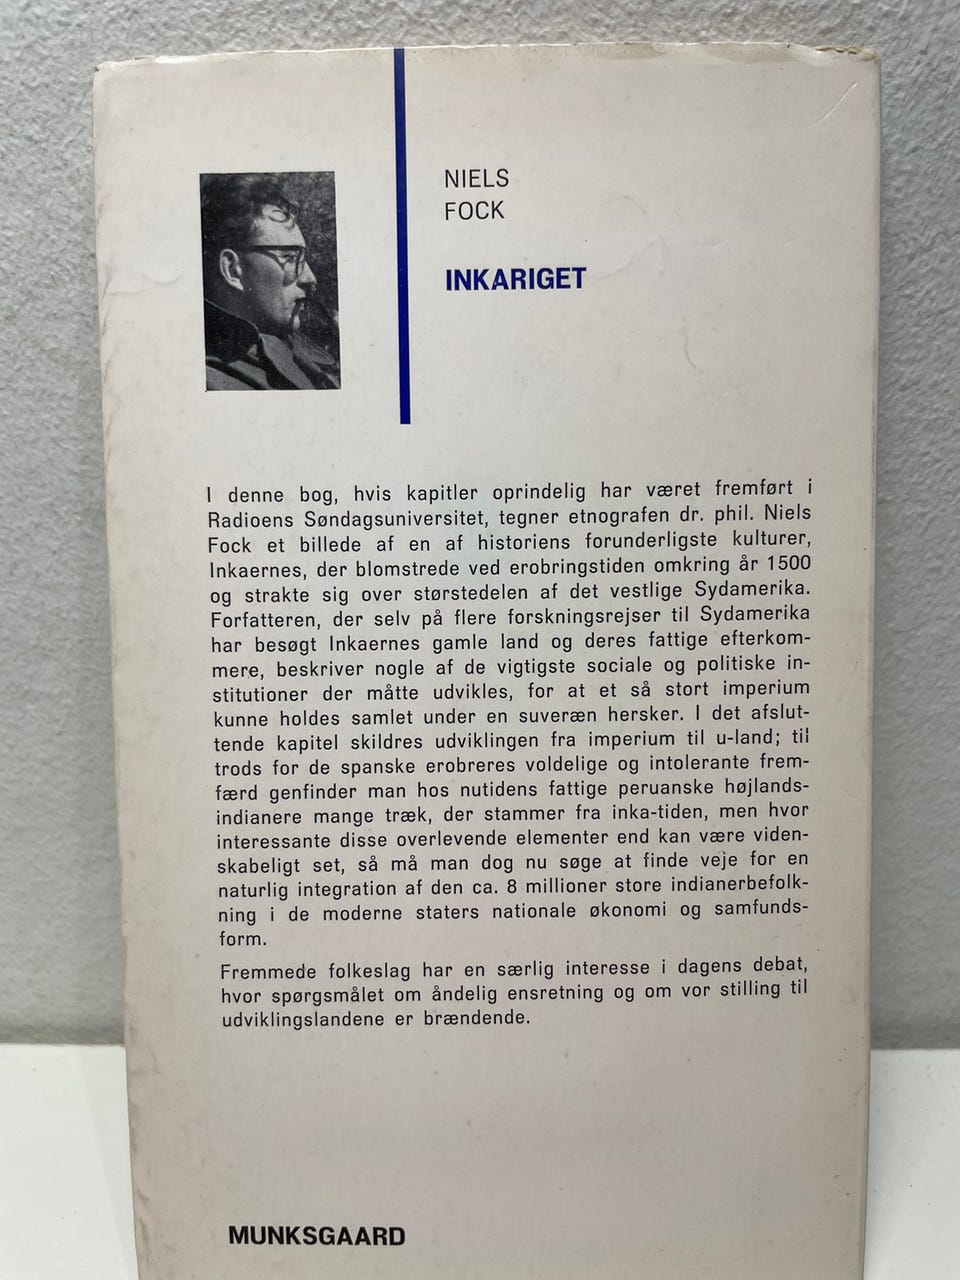 NIELS
FOCK
INKARIGET
I denne bog, hvis kapitler oprindelig har været fremført i
Radioens Søndagsuniversitet, tegner etnografen dr. phil. Niels
Fock et billede af en af historiens forunderligste kulturer,
Inkaernes, der blomstrede ved erobringstiden omkring år 1500
og strakte sig over størstedelen af det vestlige Sydamerika.
Forfatteren, der selv på flere forskningsrejser til Sydamerika
har besøgt Inkaernes gamle land og deres fattige efterkom-
mere, beskriver nogle af de vigtigste sociale og politiske in-
stitutioner der måtte udvikles, for at et så stort imperium
kunne holdes samlet under en suveræn hersker. I det afslut-
tende kapitel skildres udviklingen fra imperium til u-land; til
trods for de spanske erobreres voldelige og intolerante frem-
færd genfinder man hos nutidens fattige peruanske højlands-
indianere mange træk, der stammer fra inka-tiden, men hvor
interessante disse overlevende elementer end kan være viden-
skabeligt set, så må man dog nu søge at finde veje for en
naturlig integration af den ca. 8 millioner store indianerbefolk-
ning i de moderne staters nationale økonomi og samfunds-
form.
Fremmede folkeslag har en særlig interesse i dagens debat,
hvor spørgsmålet om åndelig ensretning og om vor stilling til
udviklingslandene er brændende.
MUNKSGAARD